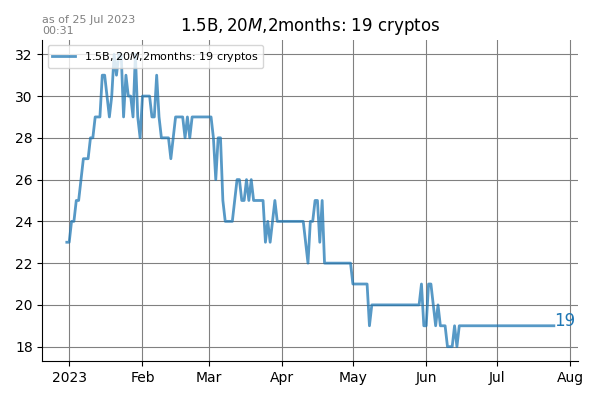 as of 25 Jul 2023
00:31
1.5B, 20M,2months: 19 cryptos
1.5B, 20M,2months: 19 cryptos
32
30
28
26
24
22
20
18
19
2023 Feb Mar Apr May Jun Jul Aug